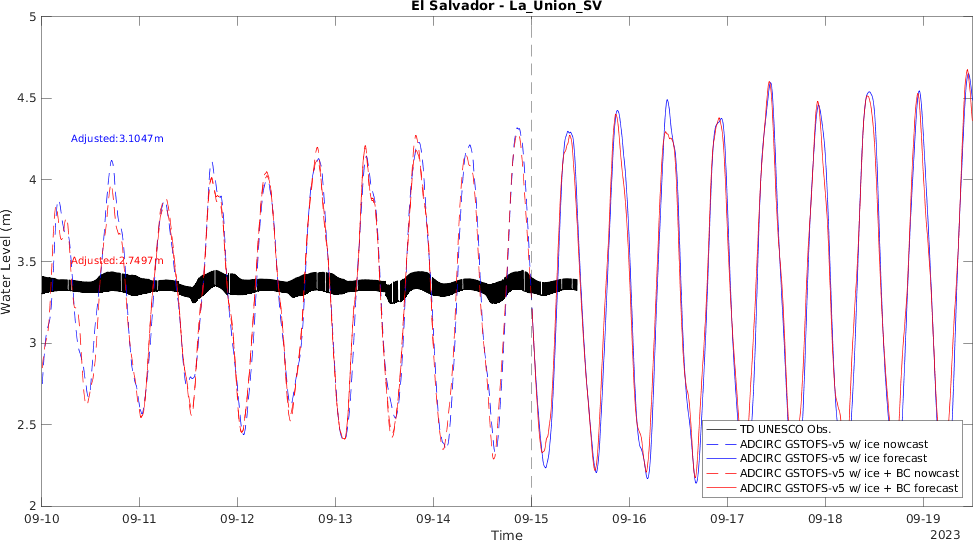 El Salvador - La_Union_SV
5
4.5
4
3.5
3
2.5
2
Water Level (m)
Adjusted:3.1047m
Adjusted:2.7497m
TD UNESCO Obs.
ADCIRC GSTOFS-v5 w/ ice nowcast
ADCIRC GSTOFS-v5 w/ ice forecast
ADCIRC GSTOFS-v5 w/ ice + BC nowcast
ADCIRC GSTOFS-v5 w/ ice + BC forecast
09-10 09-11 09-12 09-13 09-14 09-15 09-16 09-17 09-18 09-19
Time
2023